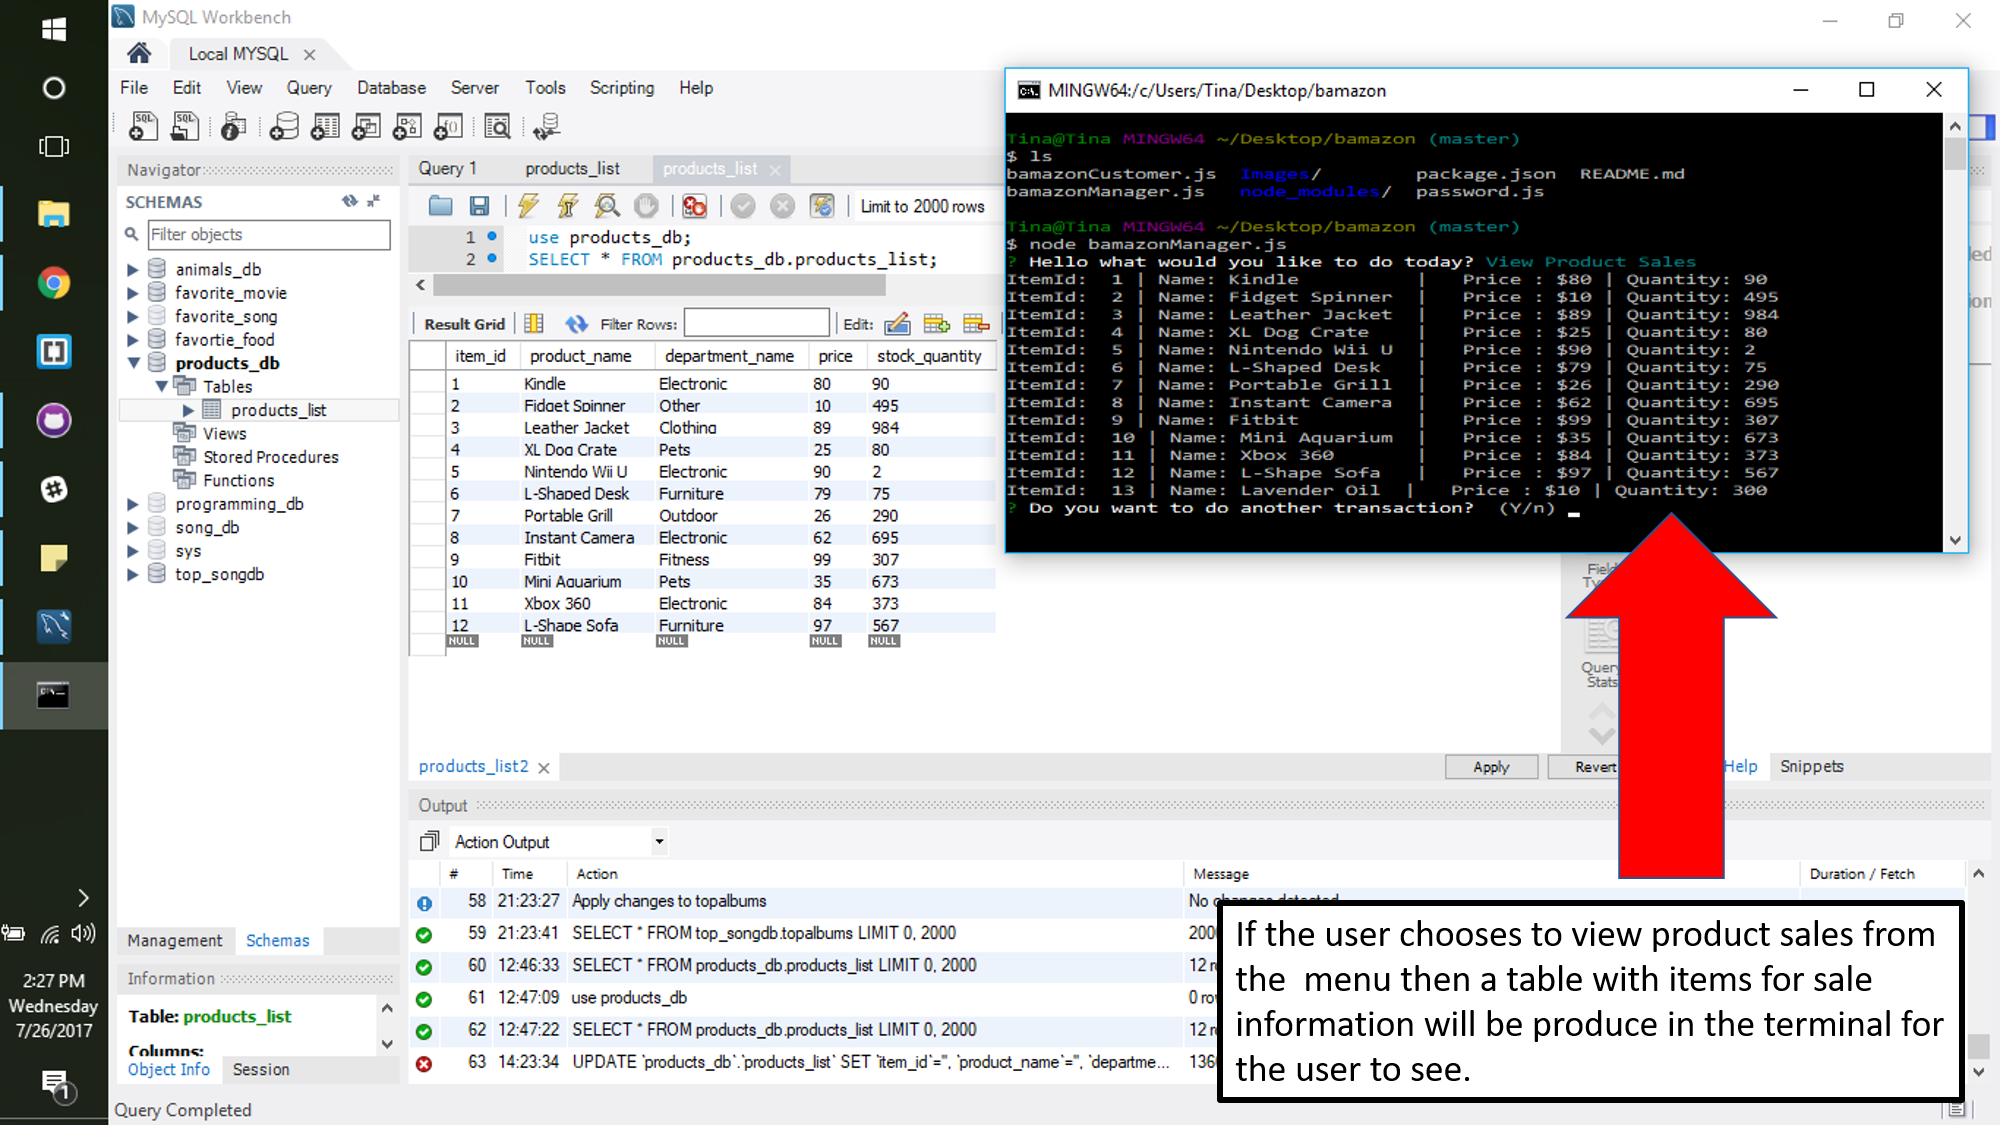 MySQL Workbench
Local MYSQL
File Edit View Query Database Server Tools Scripting Help
Navigator
SCHEMAS
Filter objects
animals_db
favorite_movie
favorite_song
favortie_food
products_db
Tables
products_list
Views
Stored Procedures
Functions
programming_db
song_db
sys
top_songdb
Management Schemas
Information
Table: products_list
Columns:
Object Info Session
Query Completed
Query 1 products_list products_list
Limit to 2000 rows
1 use products_db;
2 SELECT * FROM products_db.products_list;
Result Grid Filter Rows: Edit:
item_id product_name department_name price stock_quantity
1 Kindle Electronic 80 90
2 Fidget Spinner Other 10 495
3 Leather Jacket Clothing 89 984
4 XL Dog Crate Pets 25 80
5 Nintendo Wii U Electronic 90 2
6 L-Shaped Desk Furniture 79 75
7 Portable Grill Outdoor 26 290
8 Instant Camera Electronic 62 695
9 Fitbit Fitness 99 307
10 Mini Aquarium Pets 35 673
11 Xbox 360 Electronic 84 373
12 L-Shape Sofa Furniture 97 567
NULL NULL NULL NULL NULL
MINGW64:/c/Users/Tina/Desktop/bamazon
Tina@Tina MINGW64 ~/Desktop/bamazon (master)
$ ls
bamazonCustomer.js Images/ package.json README.md
bamazonManager.js node_modules/ password.js
Tina@Tina MINGW64 ~/Desktop/bamazon (master)
$ node bamazonManager.js
? Hello what would you like to do today? View Product Sales
ItemId: 1 | Name: Kindle | Price : $80 | Quantity: 90
ItemId: 2 | Name: Fidget Spinner | Price : $10 | Quantity: 495
ItemId: 3 | Name: Leather Jacket | Price : $89 | Quantity: 984
ItemId: 4 | Name: XL Dog Crate | Price : $25 | Quantity: 80
ItemId: 5 | Name: Nintendo Wii U | Price : $90 | Quantity: 2
ItemId: 6 | Name: L-Shaped Desk | Price : $79 | Quantity: 75
ItemId: 7 | Name: Portable Grill | Price : $26 | Quantity: 290
ItemId: 8 | Name: Instant Camera | Price : $62 | Quantity: 695
ItemId: 9 | Name: Fitbit | Price : $99 | Quantity: 307
ItemId: 10 | Name: Mini Aquarium | Price : $35 | Quantity: 673
ItemId: 11 | Name: Xbox 360 | Price : $84 | Quantity: 373
ItemId: 12 | Name: L-Shape Sofa | Price : $97 | Quantity: 567
ItemId: 13 | Name: Lavender Oil | Price : $10 | Quantity: 300
? Do you want to do another transaction? (Y/n)
Query
Stats
products_list2 Apply Revert Help Snippets
Output
Action Output
# Time Action Message Duration / Fetch
58 21:23:27 Apply changes to topalbums No changes detected
59 21:23:41 SELECT * FROM top_songdb.topalbums LIMIT 0, 2000 200
60 12:46:33 SELECT * FROM products_db.products_list LIMIT 0, 2000 12 r
61 12:47:09 use products_db 0 ro
62 12:47:22 SELECT * FROM products_db.products_list LIMIT 0, 2000 12 r
63 14:23:34 UPDATE `products_db`.`products_list` SET `item_id`='', `product_name`='', `departme... 136
If the user chooses to view product sales from
the menu then a table with items for sale
information will be produce in the terminal for
the user to see.
2:27 PM
Wednesday
7/26/2017
1